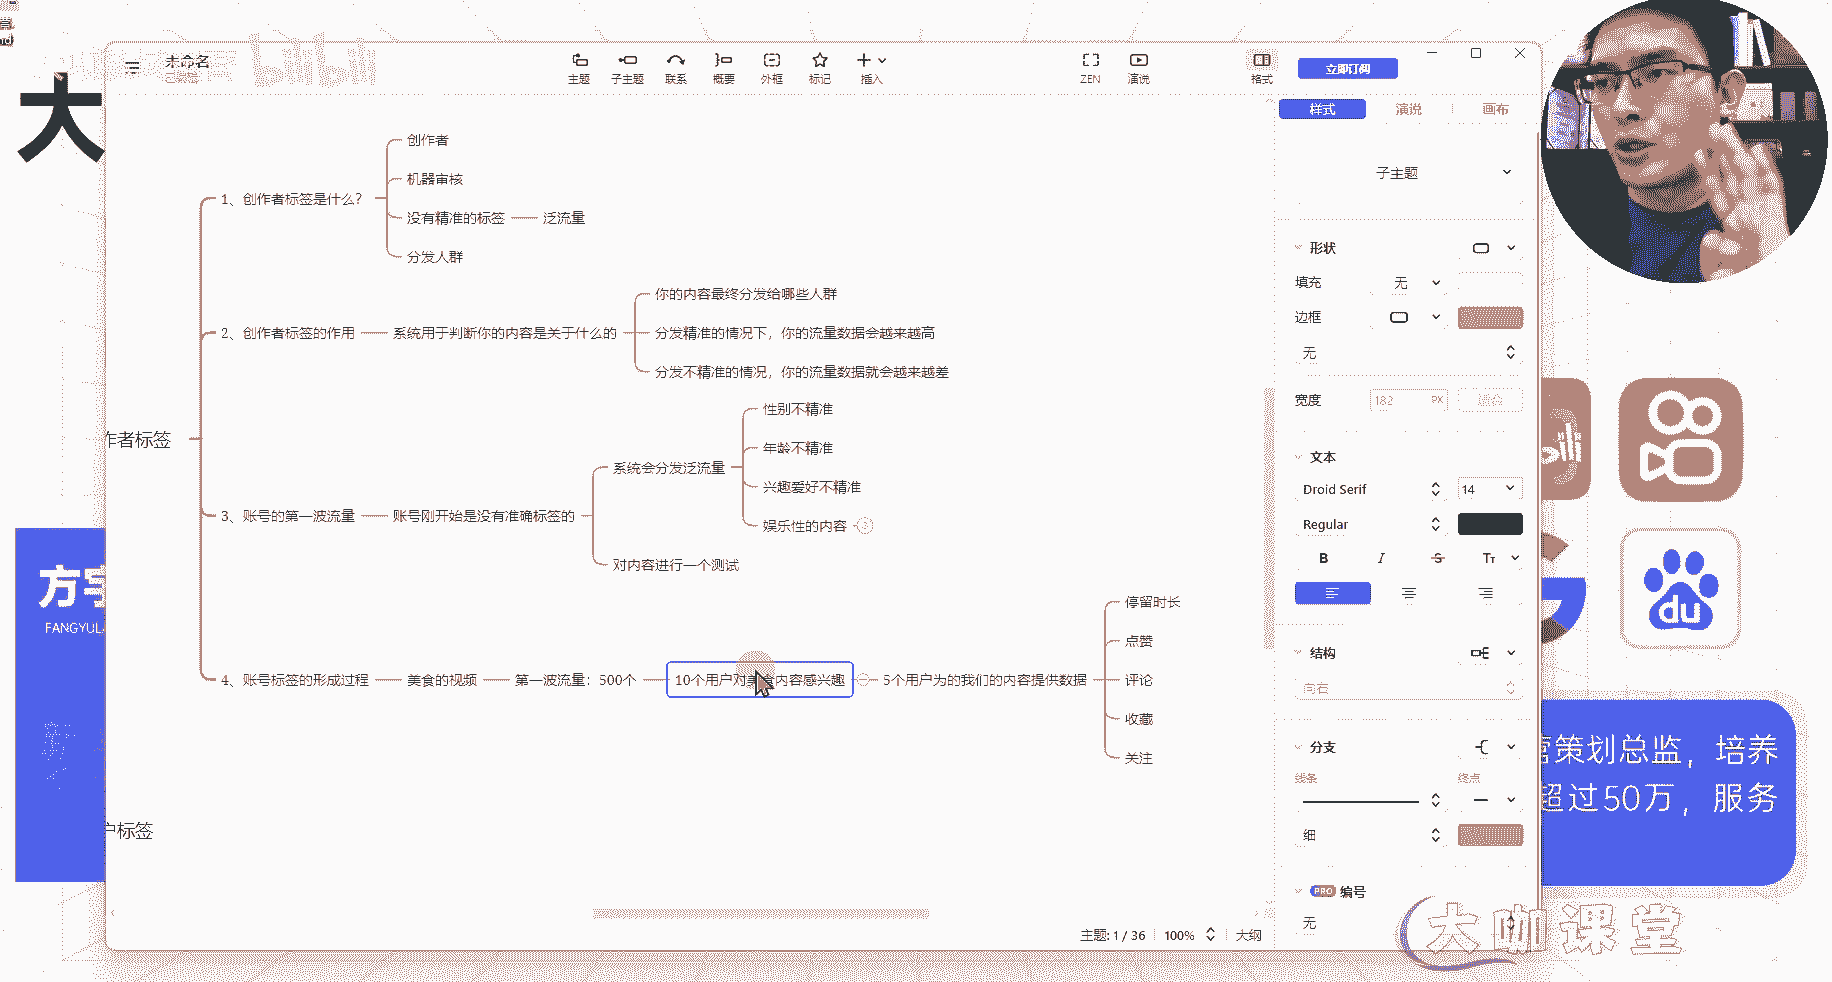 未命名
已编辑
bilibili
主题
子主题
联系
概要
外框
标记
插入
ZEN
演说
格式
立即订阅
大
样式
演说
画布
子主题
形状
填充
无
边框
无
宽度
182
PX
适合
文本
Droid Serif
14
Regular
B
I
S
Tт
结构
向右
分支
线条
终点
细
PRO
编号
无
作者标签
1、创作者标签是什么?
创作者
机器审核
没有精准的标签
泛流量
分发人群
2、创作者标签的作用
系统用于判断你的内容是关于什么的
你的内容最终分发给哪些人群
分发精准的情况下，你的流量数据会越来越高
分发不精准的情况，你的流量数据就会越来越差
3、账号的第一波流量
账号刚开始是没有准确标签的
系统会分发泛流量
性别不精准
年龄不精准
兴趣爱好不精准
娱乐性的内容
对内容进行一个测试
4、账号标签的形成过程
美食的视频
第一波流量：500个
10个用户对美食内容感兴趣
5个用户为的我们的内容提供数据
停留时长
点赞
评论
收藏
关注
户标签
方宇
FANGYUL
bili
du
营策划总监，培养
超过50万，服务
主题: 1 / 36
100%
大纲
大咖课堂